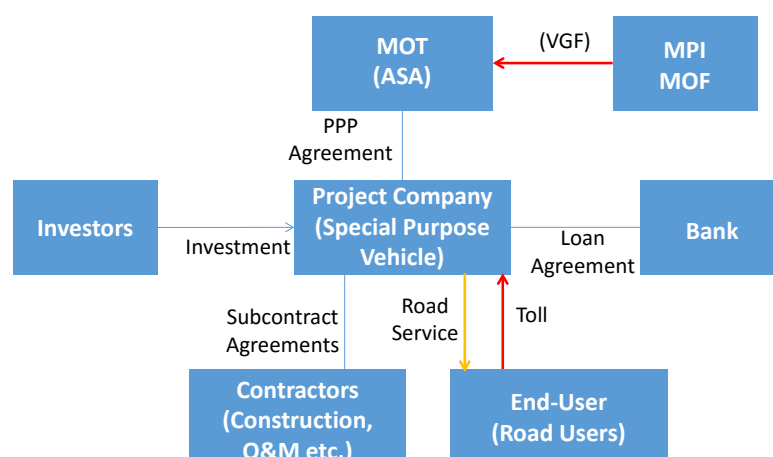 MOT
(ASA)
(VGF)
MPI
MOF
PPP
Agreement
Investors
Investment
Project Company
(Special Purpose
Vehicle)
Loan
Agreement
Bank
Subcontract
Agreements
Road
Service
Toll
Contractors
(Construction,
O&M etc.)
End-User
(Road Users)